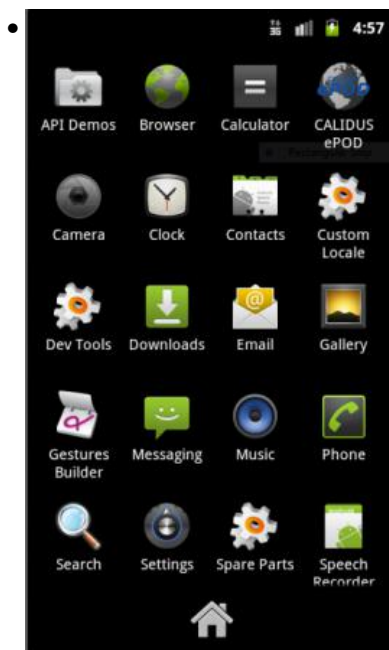 3G 4:57
API Demos Browser Calculator CALIDUS
ePOD
Camera Clock Contacts Custom
Locale
Dev Tools Downloads Email Gallery
Gestures Messaging Music Phone
Builder
Search Settings Spare Parts Speech
Recorder